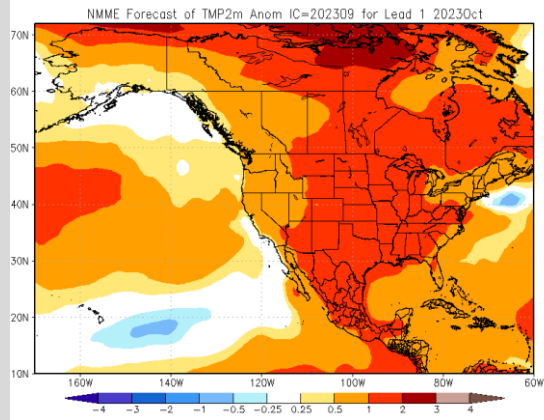 NMME Forecast of TMP2m Anom IC=202309 for Lead 1 2023Oct
70N
60N
50N
40N
30N
20N
10N
160W 140W 120W 100W 80W 60W
-4 -3 -2 -1 -0.5 -0.25 0.25 0.5 1 2 3 4